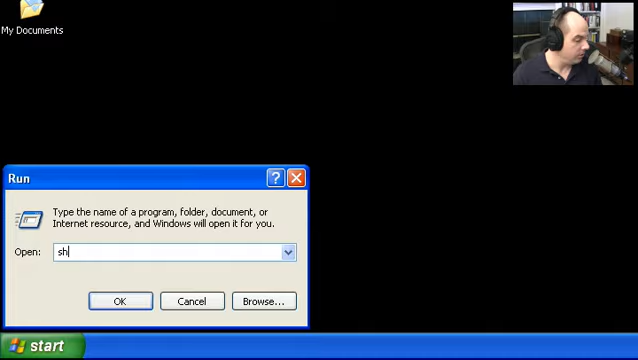 My Documents
Run
Type the name of a program, folder, document, or
Internet resource, and Windows will open it for you.
Open: sh
OK Cancel Browse...
start